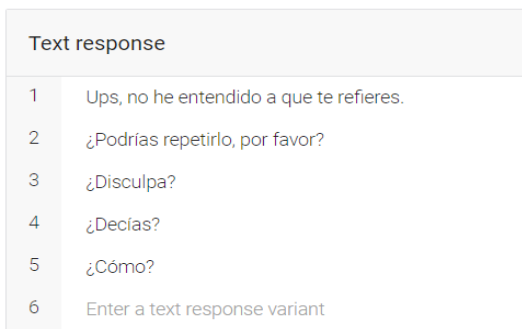 Text response
1 Ups, no he entendido a que te refieres.
2 ¿Podrías repetirlo, por favor?
3 ¿Disculpa?
4 ¿Decías?
5 ¿Cómo?
6 Enter a text response variant